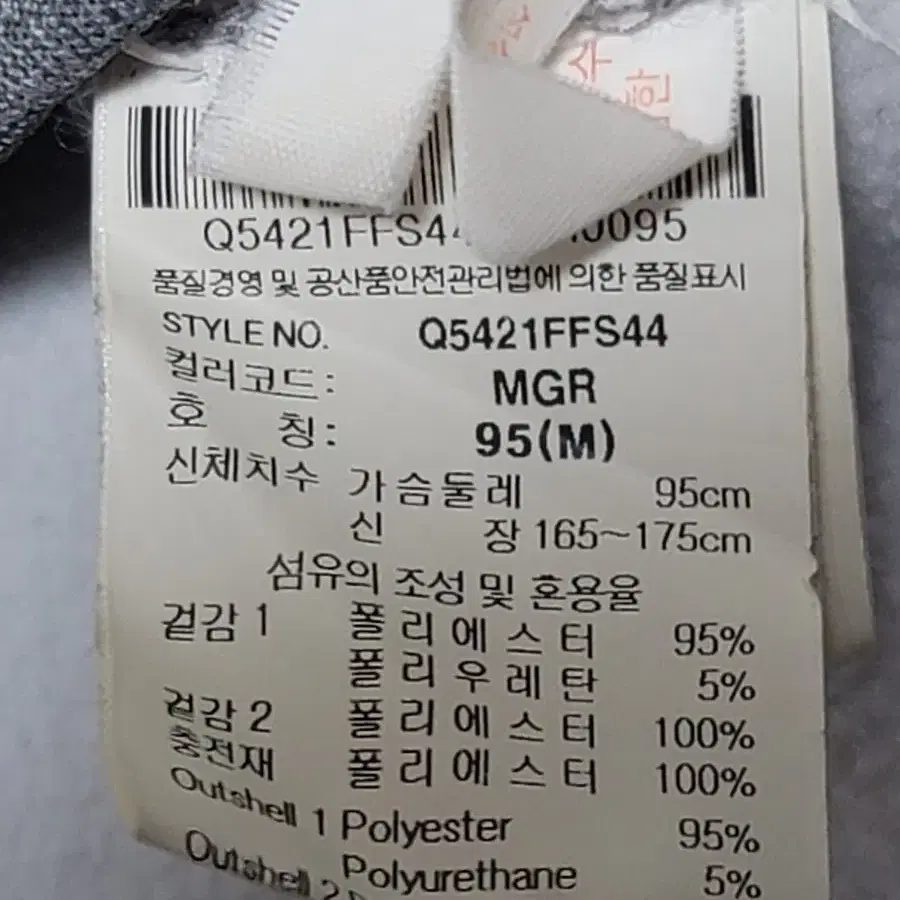 수
한
Q5421FFS44 0095
품질경영 및 공산품안전관리법에 의한 품질표시
STYLE NO. Q5421FFS44
컬러코드: MGR
호 칭: 95(M)
신체치수 가슴둘레 95cm
신 장 165~175cm
섬유의 조성 및 혼용율
겉감 1 폴리에스터 95%
폴리우레탄 5%
겉감 2 폴리에스터 100%
충전재 폴리에스터 100%
Outshell 1 Polyester 95%
Polyurethane 5%
Outshell 2